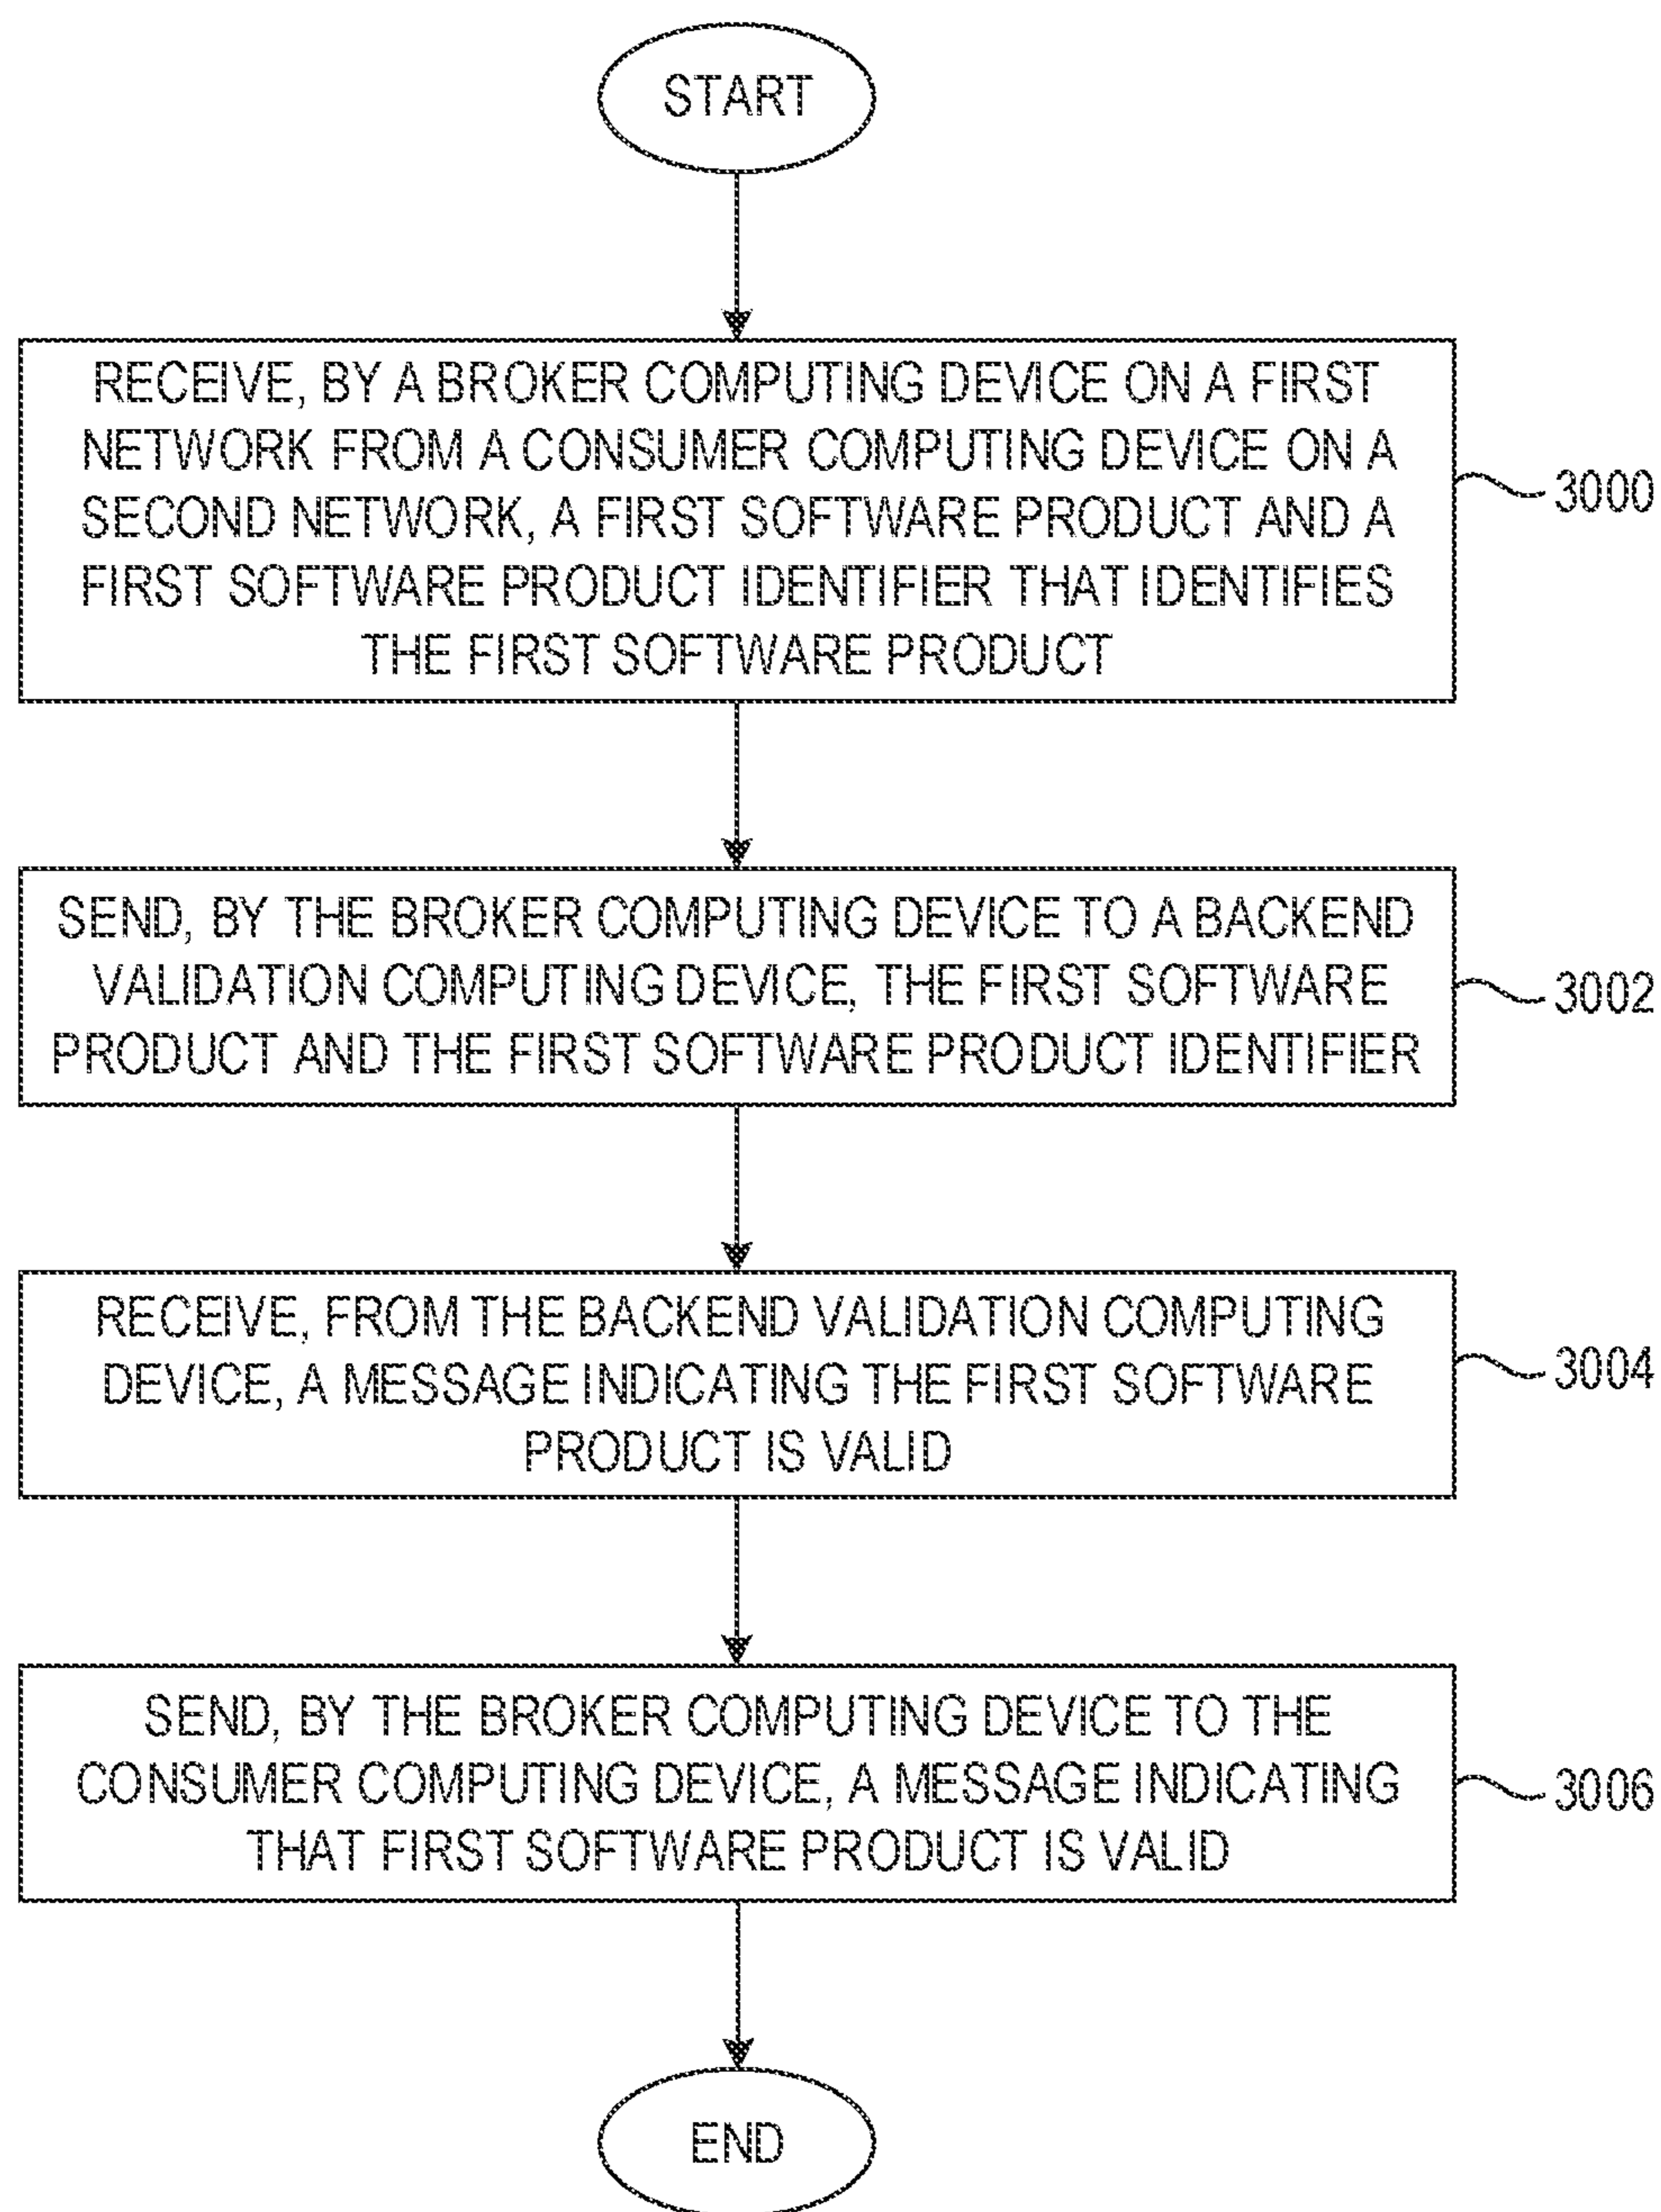 START
RECEIVE, BY A BROKER COMPUTING DEVICE ON A FIRST
NETWORK FROM A CONSUMER COMPUTING DEVICE ON A
SECOND NETWORK, A FIRST SOFTWARE PRODUCT AND A
FIRST SOFTWARE PRODUCT IDENTIFIER THAT IDENTIFIES
THE FIRST SOFTWARE PRODUCT
3000
SEND, BY THE BROKER COMPUTING DEVICE TO A BACKEND
VALIDATION COMPUTING DEVICE, THE FIRST SOFTWARE
PRODUCT AND THE FIRST SOFTWARE PRODUCT IDENTIFIER
3002
RECEIVE, FROM THE BACKEND VALIDATION COMPUTING
DEVICE, A MESSAGE INDICATING THE FIRST SOFTWARE
PRODUCT IS VALID
3004
SEND, BY THE BROKER COMPUTING DEVICE TO THE
CONSUMER COMPUTING DEVICE, A MESSAGE INDICATING
THAT FIRST SOFTWARE PRODUCT IS VALID
3006
END